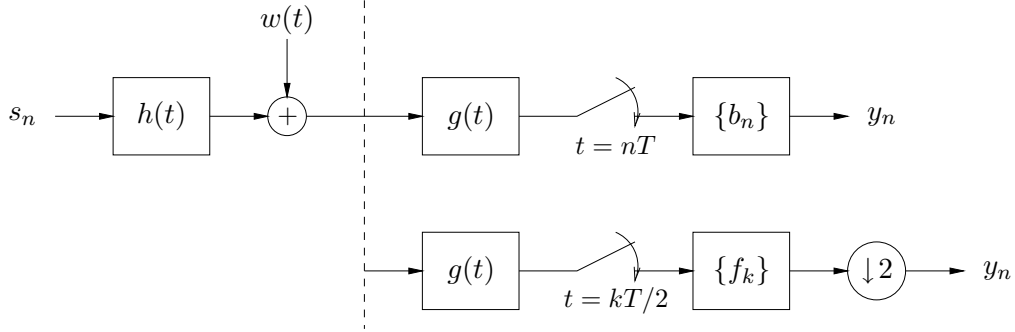 w(t)
s_n h(t) + g(t) {b_n} y_n
t = nT
g(t) {f_k} ↓2 y_n
t = kT/2